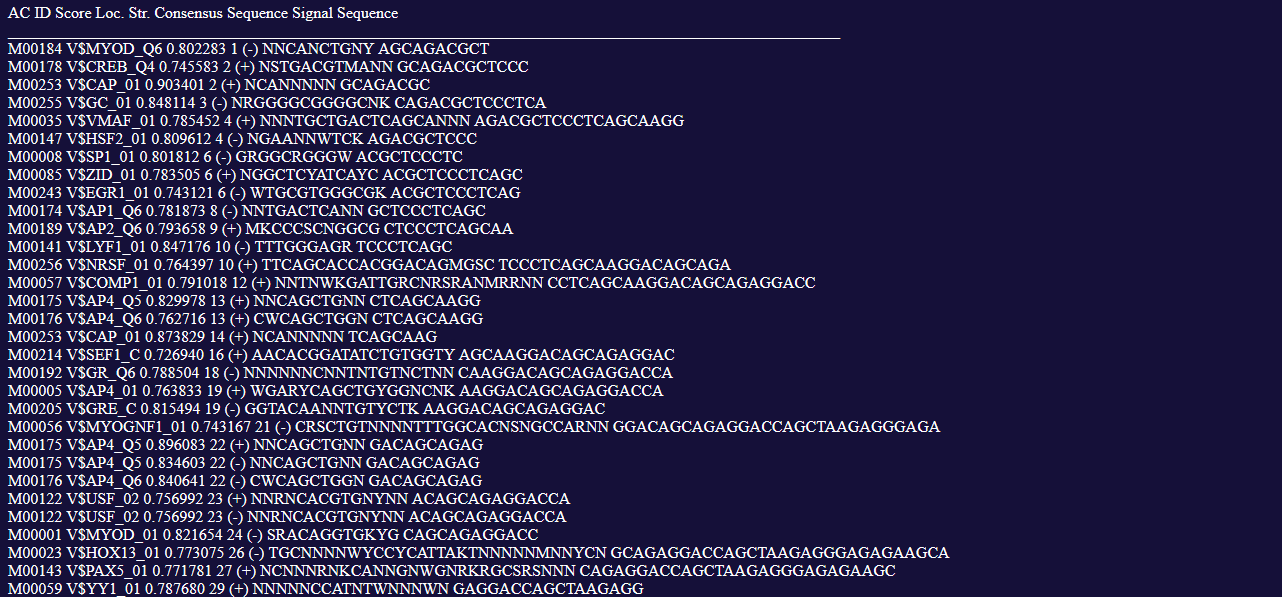 AC ID Score Loc. Str. Consensus Sequence Signal Sequence
M00184 V$MYOD_Q6 0.802283 1 (-) NNCANCTGNY AGCAGACGCT
M00178 V$CREB_Q4 0.745583 2 (+) NSTGACGTMANN GCAGACGCTCCC
M00253 V$CAP_01 0.903401 2 (+) NCANNNNN GCAGACGC
M00255 V$GC_01 0.848114 3 (-) NRGGGGCGGGGCNK CAGACGCTCCCTCA
M00035 V$VMAF_01 0.785452 4 (+) NNNTGCTGACTCAGCANNN AGACGCTCCCTCAGCAAGG
M00147 V$HSF2_01 0.809612 4 (-) NGAANNWTCK AGACGCTCCC
M00008 V$SP1_01 0.801812 6 (-) GRGGCRGGGW ACGCTCCCTC
M00085 V$ZID_01 0.783505 6 (+) NGGCTCYATCAYC ACGCTCCCTCAGC
M00243 V$EGR1_01 0.743121 6 (-) WTGCGTGGGCGK ACGCTCCCTCAG
M00174 V$AP1_Q6 0.781873 8 (-) NNTGACTCANN GCTCCCTCAGC
M00189 V$AP2_Q6 0.793658 9 (+) MKCCCSCNGGCG CTCCCTCAGCAA
M00141 V$LYF1_01 0.847176 10 (-) TTTGGGAGR TCCCTCAGC
M00256 V$NRSF_01 0.764397 10 (+) TTCAGCACCACGGACAGMGSC TCCCTCAGCAAGGACAGCAGA
M00057 V$COMP1_01 0.791018 12 (+) NNTNWKGATTGRCNRSRANMRRNN CCTCAGCAAGGACAGCAGAGGACC
M00175 V$AP4_Q5 0.829978 13 (+) NNCAGCTGNN CTCAGCAAGG
M00176 V$AP4_Q6 0.762716 13 (+) CWCAGCTGGN CTCAGCAAGG
M00253 V$CAP_01 0.873829 14 (+) NCANNNNN TCAGCAAG
M00214 V$SEF1_C 0.726940 16 (+) AACACGGATATCTGTGGTY AGCAAGGACAGCAGAGGAC
M00192 V$GR_Q6 0.788504 18 (-) NNNNNNCNNTNTGTNCTNN CAAGGACAGCAGAGGACCA
M00005 V$AP4_01 0.763833 19 (+) WGARYCAGCTGYGGNCNK AAGGACAGCAGAGGACCA
M00205 V$GRE_C 0.815494 19 (-) GGTACAANNTGTYCTK AAGGACAGCAGAGGAC
M00056 V$MYOGNF1_01 0.743167 21 (-) CRSCTGTNNNNTTTGGCACNSNGCCARNN GGACAGCAGAGGACCAGCTAAGAGGGAGA
M00175 V$AP4_Q5 0.896083 22 (+) NNCAGCTGNN GACAGCAGAG
M00175 V$AP4_Q5 0.834603 22 (-) NNCAGCTGNN GACAGCAGAG
M00176 V$AP4_Q6 0.840641 22 (-) CWCAGCTGGN GACAGCAGAG
M00122 V$USF_02 0.756992 23 (+) NNRNCACGTGNYNN ACAGCAGAGGACCA
M00122 V$USF_02 0.756992 23 (-) NNRNCACGTGNYNN ACAGCAGAGGACCA
M00001 V$MYOD_01 0.821654 24 (-) SRACAGGTGKYG CAGCAGAGGACC
M00023 V$HOX13_01 0.773075 26 (-) TGCNNNNWYCCYCATTAKTNNNNNMNNYCN GCAGAGGACCAGCTAAGAGGGAGAGAAGCA
M00143 V$PAX5_01 0.771781 27 (+) NCNNNRNKCANNGNWGNRKRGCSRSNNN CAGAGGACCAGCTAAGAGGGAGAGAAGC
M00059 V$YY1_01 0.787680 29 (+) NNNNNCCATNTWNNNWN GAGGACCAGCTAAGAGG